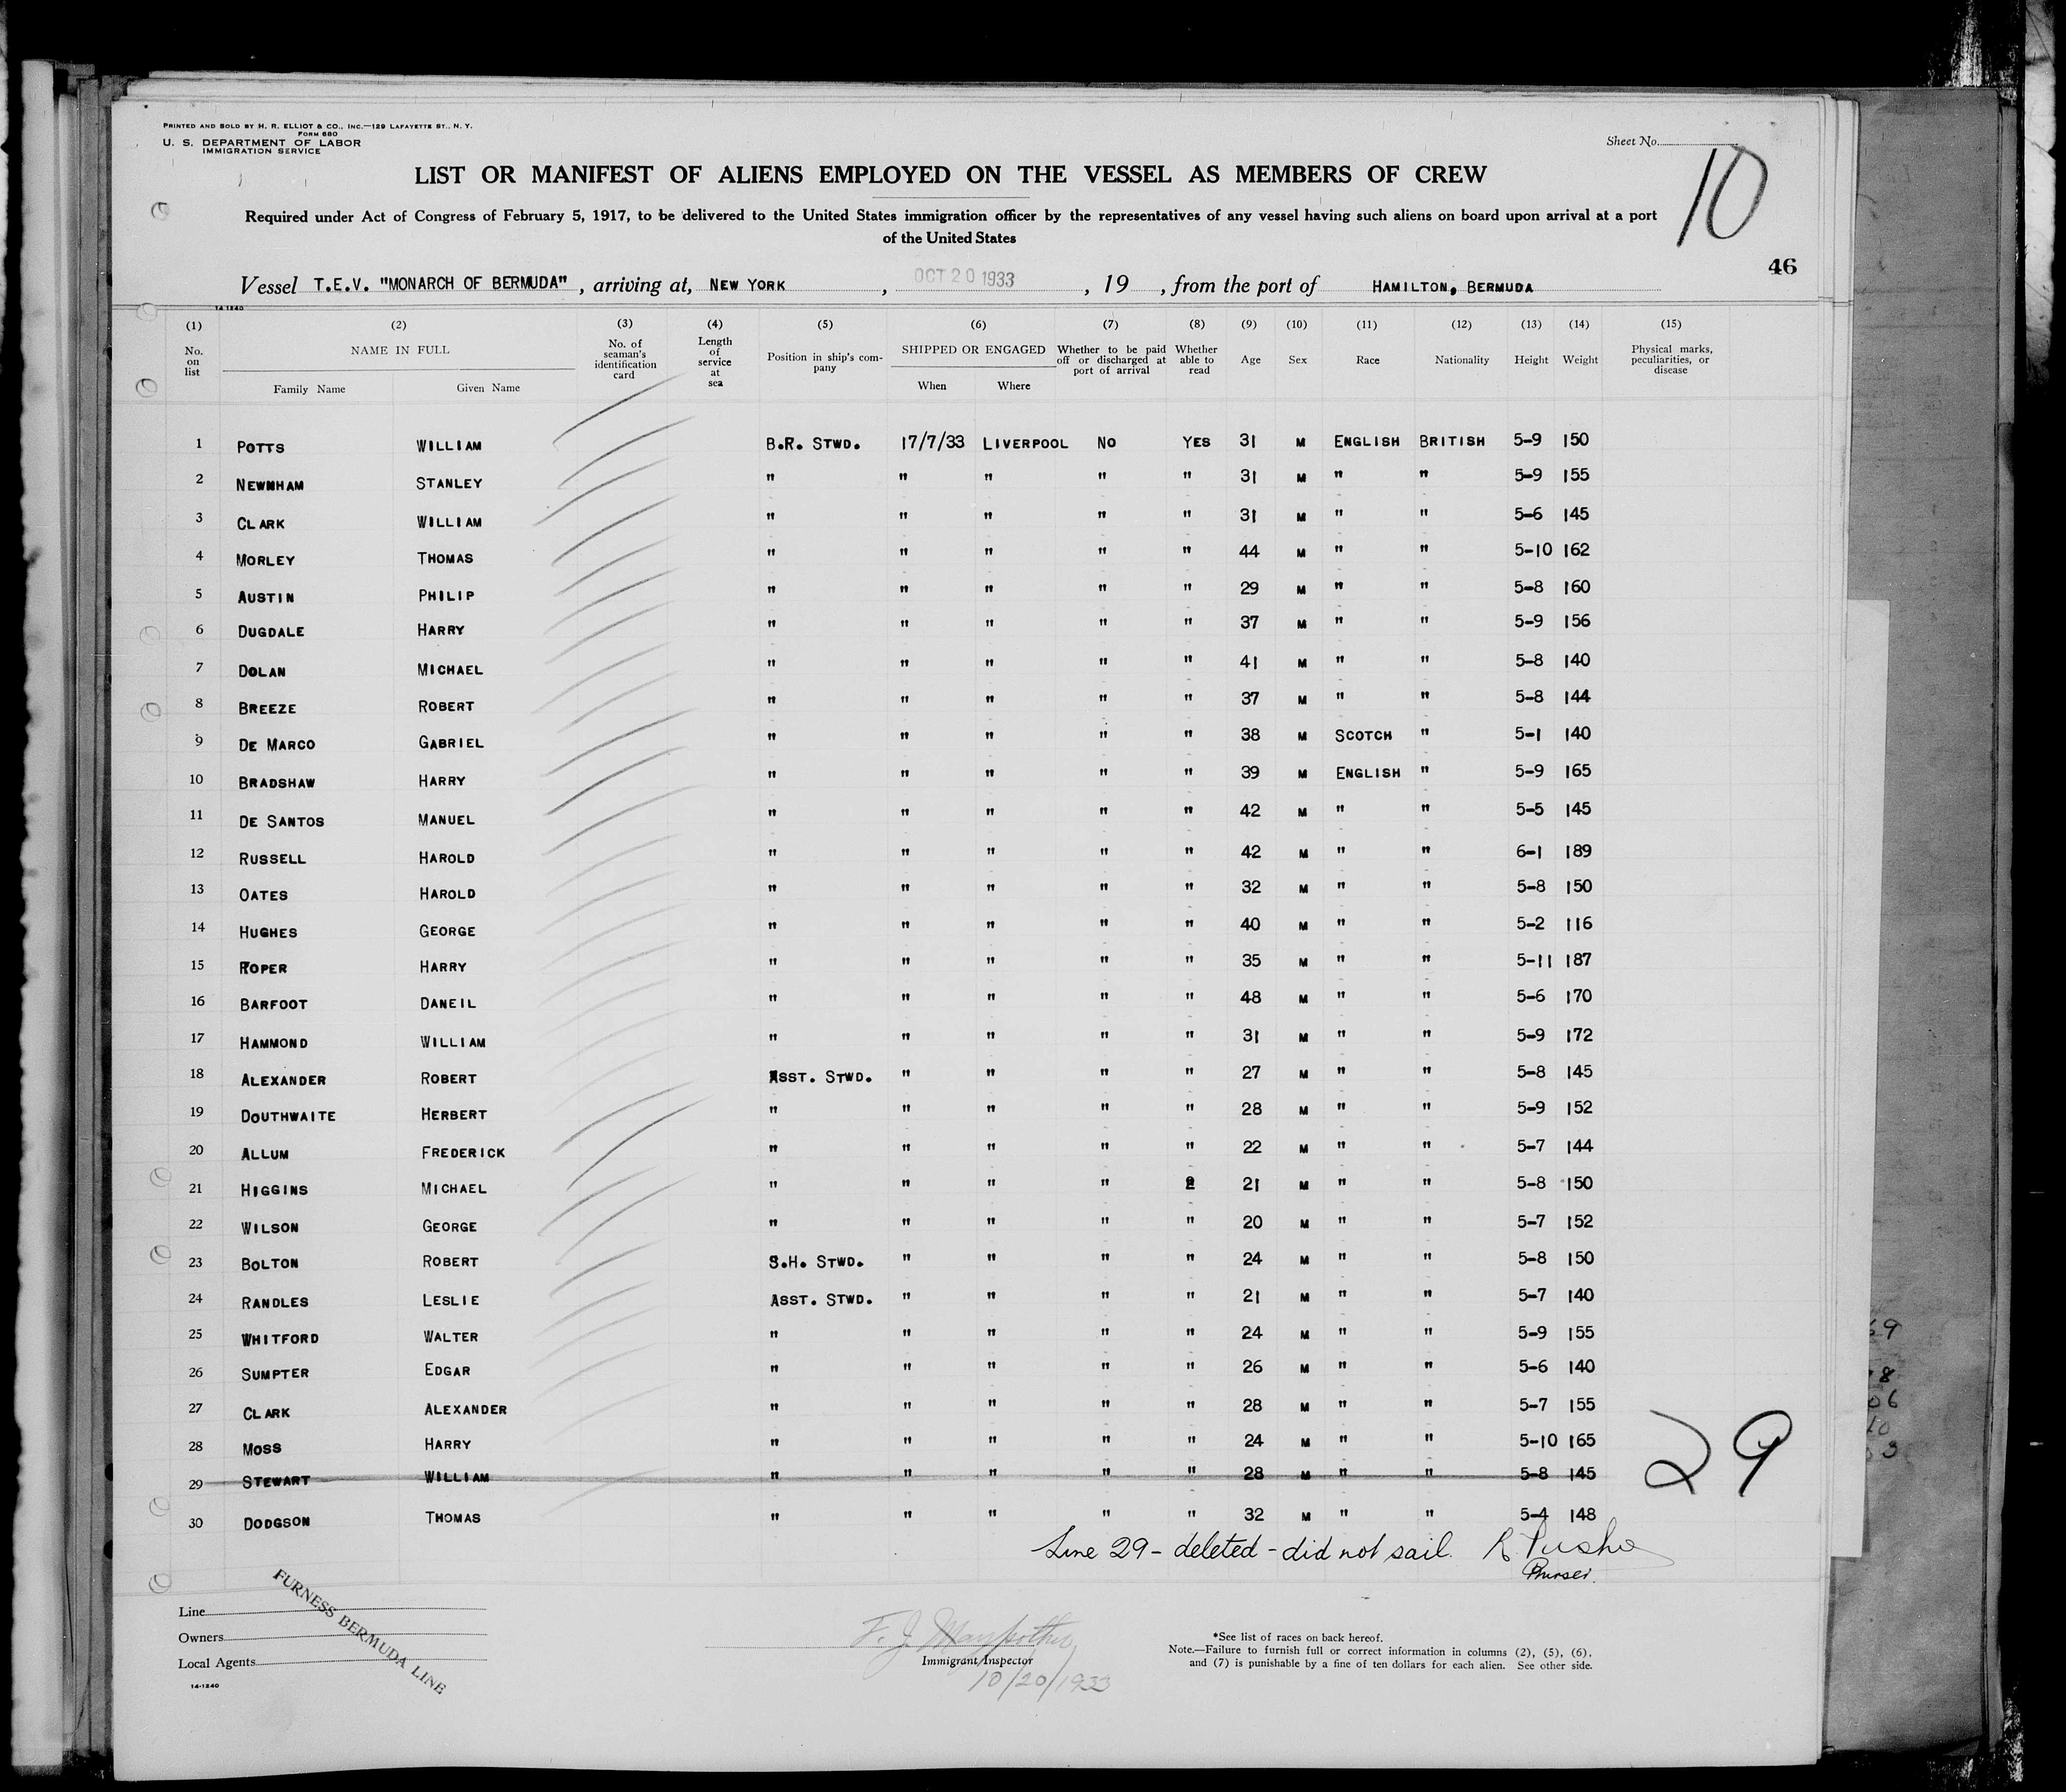 PRINTED AND SOLD BY H. R. ELLIOT & CO., INC.—129 LAFAYETTE ST., N. Y.
FORM 680
U. S. DEPARTMENT OF LABOR
IMMIGRATION SERVICE
Sheet No.
10
LIST OR MANIFEST OF ALIENS EMPLOYED ON THE VESSEL AS MEMBERS OF CREW
Required under Act of Congress of February 5, 1917, to be delivered to the United States immigration officer by the representatives of any vessel having such aliens on board upon arrival at a port
of the United States
46
Vessel T.E.V. "MONARCH OF BERMUDA" , arriving at, NEW YORK , OCT 20 1933 , 19 , from the port of HAMILTON, BERMUDA
14-1240
(1) (2) (3) (4) (5) (6) (7) (8) (9) (10) (11) (12) (13) (14) (15)
No. on list NAME IN FULL Family Name Given Name No. of seaman's identification card Length of service at sea Position in ship's company SHIPPED OR ENGAGED When Where Whether to be paid off or discharged at port of arrival Whether able to read Age Sex Race Nationality Height Weight Physical marks, peculiarities, or disease
1 POTTS WILLIAM B.R. STWD. 17/7/33 LIVERPOOL NO YES 31 M ENGLISH BRITISH 5-9 150
2 NEWNHAM STANLEY " " " " " 31 M " " 5-9 155
3 CLARK WILLIAM " " " " " 31 M " " 5-6 145
4 MORLEY THOMAS " " " " " 44 M " " 5-10 162
5 AUSTIN PHILIP " " " " " 29 M " " 5-8 160
6 DUGDALE HARRY " " " " " 37 M " " 5-9 156
7 DOLAN MICHAEL " " " " " 41 M " " 5-8 140
8 BREEZE ROBERT " " " " " 37 M " " 5-8 144
9 DE MARCO GABRIEL " " " " " 38 M SCOTCH " 5-1 140
10 BRADSHAW HARRY " " " " " 39 M ENGLISH " 5-9 165
11 DE SANTOS MANUEL " " " " " 42 M " " 5-5 145
12 RUSSELL HAROLD " " " " " 42 M " " 6-1 189
13 OATES HAROLD " " " " " 32 M " " 5-8 150
14 HUGHES GEORGE " " " " " 40 M " " 5-2 116
15 ROPER HARRY " " " " " 35 M " " 5-11 187
16 BARFOOT DANEIL " " " " " 48 M " " 5-6 170
17 HAMMOND WILLIAM " " " " " 31 M " " 5-9 172
18 ALEXANDER ROBERT ASST. STWD. " " " " 27 M " " 5-8 145
19 DOUTHWAITE HERBERT " " " " " 28 M " " 5-9 152
20 ALLUM FREDERICK " " " " " 22 M " " 5-7 144
21 HIGGINS MICHAEL " " " " 2 21 M " " 5-8 150
22 WILSON GEORGE " " " " " 20 M " " 5-7 152
23 BOLTON ROBERT S.H. STWD. " " " " 24 M " " 5-8 150
24 RANDLES LESLIE ASST. STWD. " " " " 21 M " " 5-7 140
25 WHITFORD WALTER " " " " " 24 M " " 5-9 155
26 SUMPTER EDGAR " " " " " 26 M " " 5-6 140
27 CLARK ALEXANDER " " " " " 28 M " " 5-7 155
28 MOSS HARRY " " " " " 24 M " " 5-10 165
29 STEWART WILLIAM " " " " " 28 M " " 5-8 145
29
30 DODGSON THOMAS " " " " " 32 M " " 5-4 148
Line 29 - deleted - did not sail. R.
Purser.
Line
Owners
Local Agents
FURNESS BERMUDA LINE
14-1240
F. J.
Immigrant Inspector
10/20/1933
*See list of races on back hereof.
Note.—Failure to furnish full or correct information in columns (2), (5), (6),
and (7) is punishable by a fine of ten dollars for each alien. See other side.